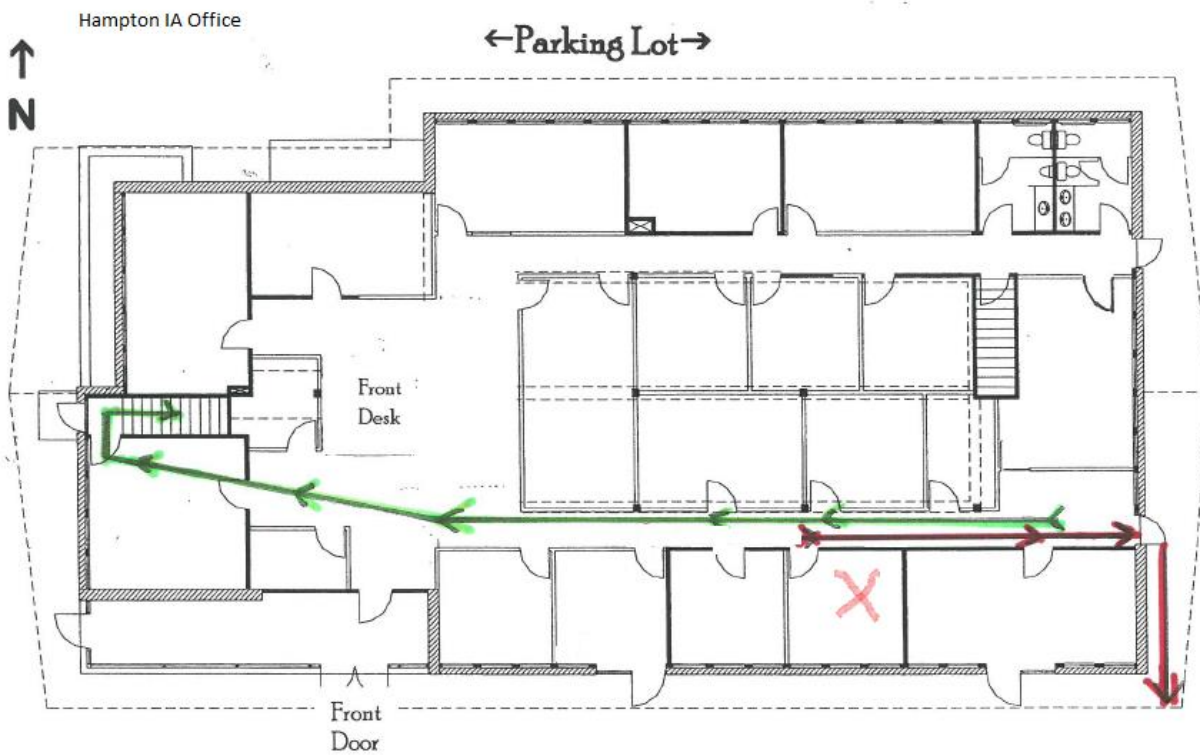 Hampton IA Office
←Parking Lot→
N
Front
Desk
Front
Door